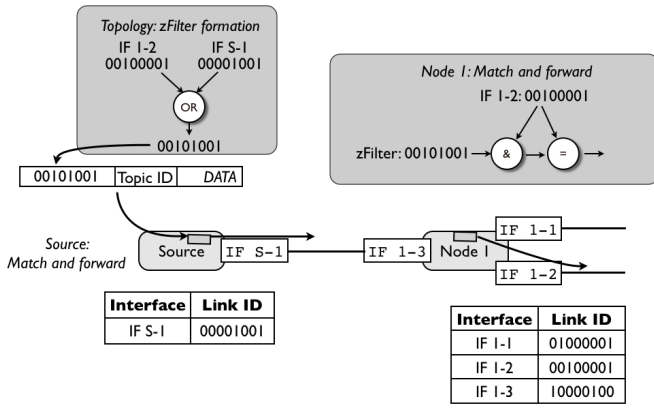 Topology: zFilter formation
IF 1-2 IF S-1
00100001 00001001
OR
00101001
00101001 Topic ID DATA
Node 1: Match and forward
IF 1-2: 00100001
zFilter: 00101001 & =
Source:
Match and forward
Source IF S-1 IF 1-3 Node 1 IF 1-1
IF 1-2
Interface Link ID
IF S-1 00001001
Interface Link ID
IF 1-1 01000001
IF 1-2 00100001
IF 1-3 10000100